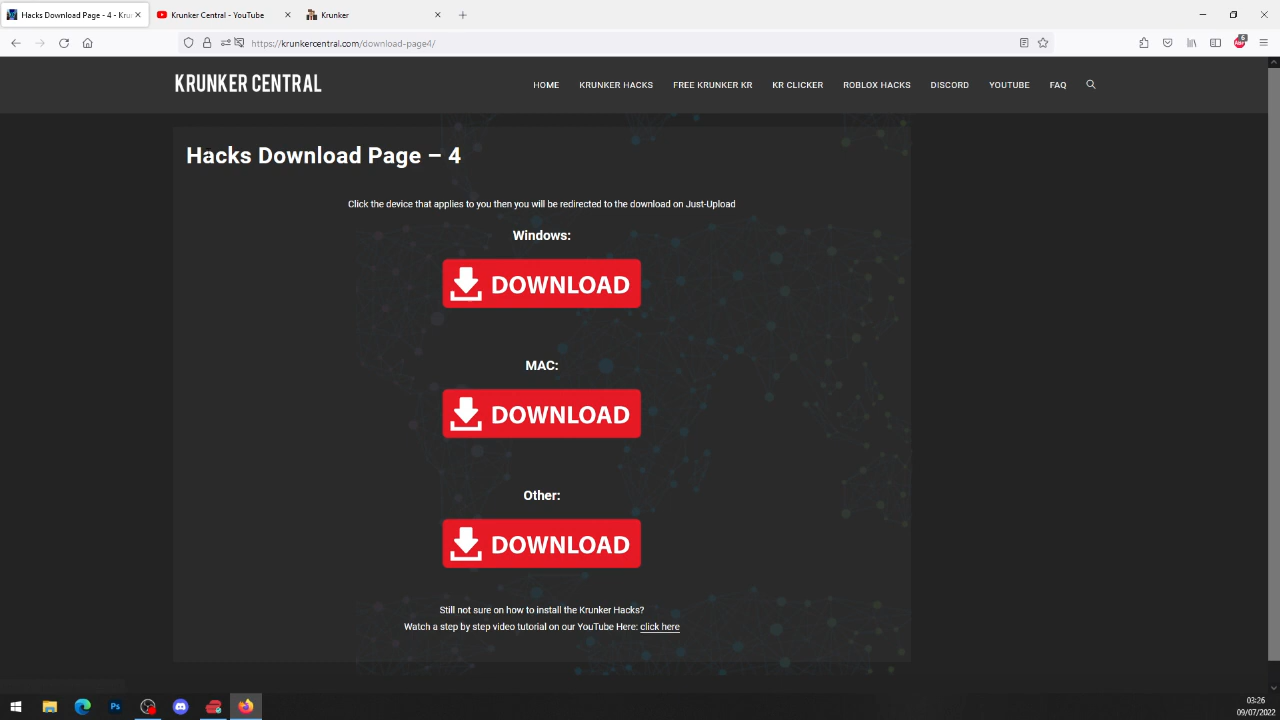 Hacks Download Page - 4 - Kru
Krunker Central - YouTube
Krunker
https://krunkercentral.com/download-page4/
6
KRUNKER CENTRAL
HOME
KRUNKER HACKS
FREE KRUNKER KR
KR CLICKER
ROBLOX HACKS
DISCORD
YOUTUBE
FAQ
Hacks Download Page – 4
Click the device that applies to you then you will be redirected to the download on Just-Upload
Windows:
DOWNLOAD
MAC:
DOWNLOAD
Other:
DOWNLOAD
Still not sure on how to install the Krunker Hacks?
Watch a step by step video tutorial on our YouTube Here: click here
Ps
03:26
09/07/2022